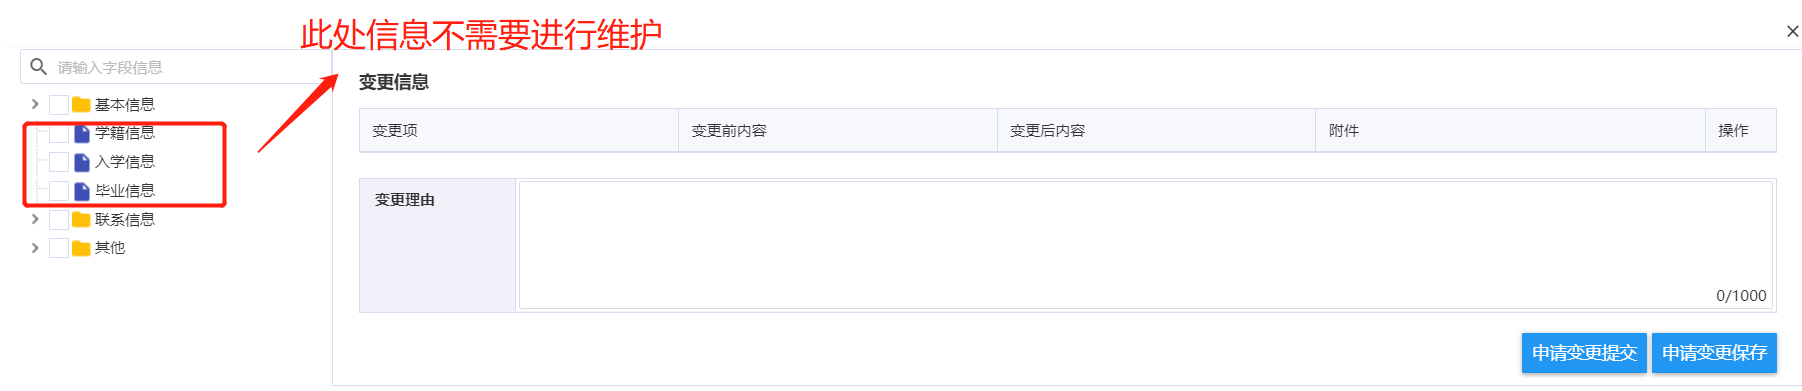 此处信息不需要进行维护
请输入字段信息
基本信息
学籍信息
入学信息
毕业信息
联系信息
其他
变更信息
变更项 变更前内容 变更后内容 附件 操作
变更理由
0/1000
申请变更提交 申请变更保存